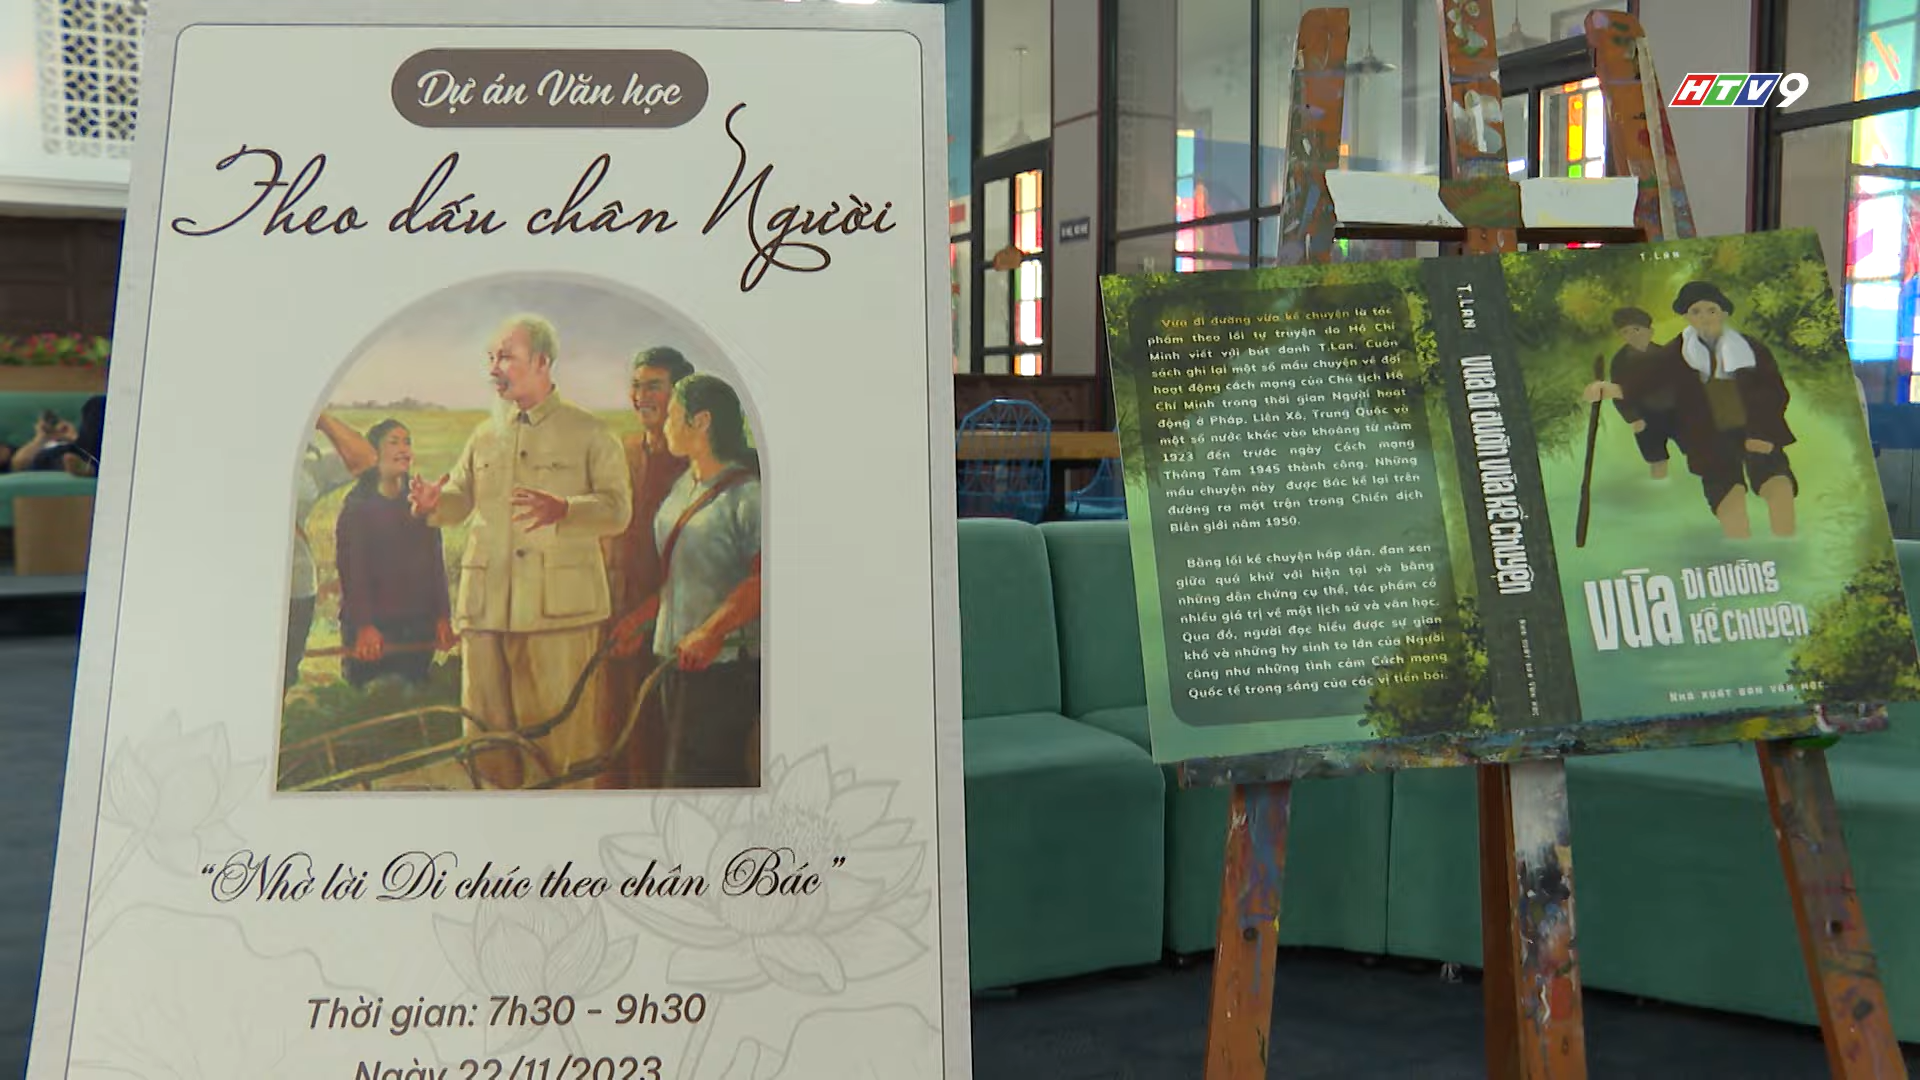 Dự án Văn học
Theo dấu chân Người
"Nhờ lời Di chúc theo chân Bác"
Thời gian: 7h30 - 9h30
Ngày 22/11/2023
HTV9
Vừa đi đường vừa kể chuyện là tác
phẩm theo lối tự truyện do Hồ Chí
Minh viết với bút danh T.Lan. Cuốn
sách ghi lại một số mẩu chuyện về đời
hoạt động cách mạng của Chủ tịch Hồ
Chí Minh trong thời gian Người hoạt
động ở Pháp, Liên Xô, Trung Quốc và
một số nước khác vào khoảng từ năm
1923 đến trước ngày Cách mạng
Tháng Tám 1945 thành công. Những
mẩu chuyện này được Bác kể lại trên
đường ra mặt trận trong Chiến dịch
Biên giới năm 1950.
Bằng lối kể chuyện hấp dẫn, đan xen
giữa quá khứ với hiện tại và bằng
những dẫn chứng cụ thể, tác phẩm có
nhiều giá trị về mặt lịch sử và văn học.
Qua đó, người đọc hiểu được sự gian
khổ và những hy sinh to lớn của Người
cũng như những tình cảm Cách mạng
Quốc tế trong sáng của các vị tiền bối.
T.Lan
Vừa đi đường vừa kể chuyện
Nhà xuất bản Văn học
T.Lan
Vừa đi đường
kể chuyện
Nhà xuất bản văn học